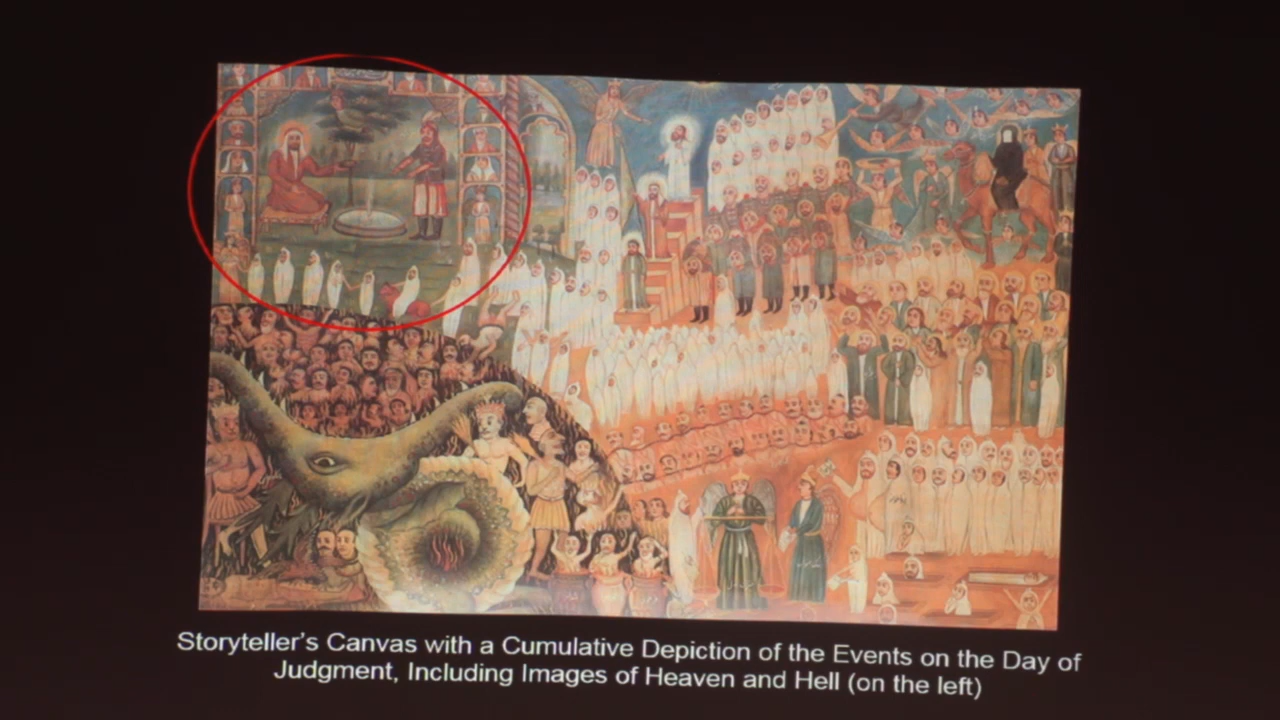 Storyteller's Canvas with a Cumulative Depiction of the Events on the Day of
Judgment, Including Images of Heaven and Hell (on the left)